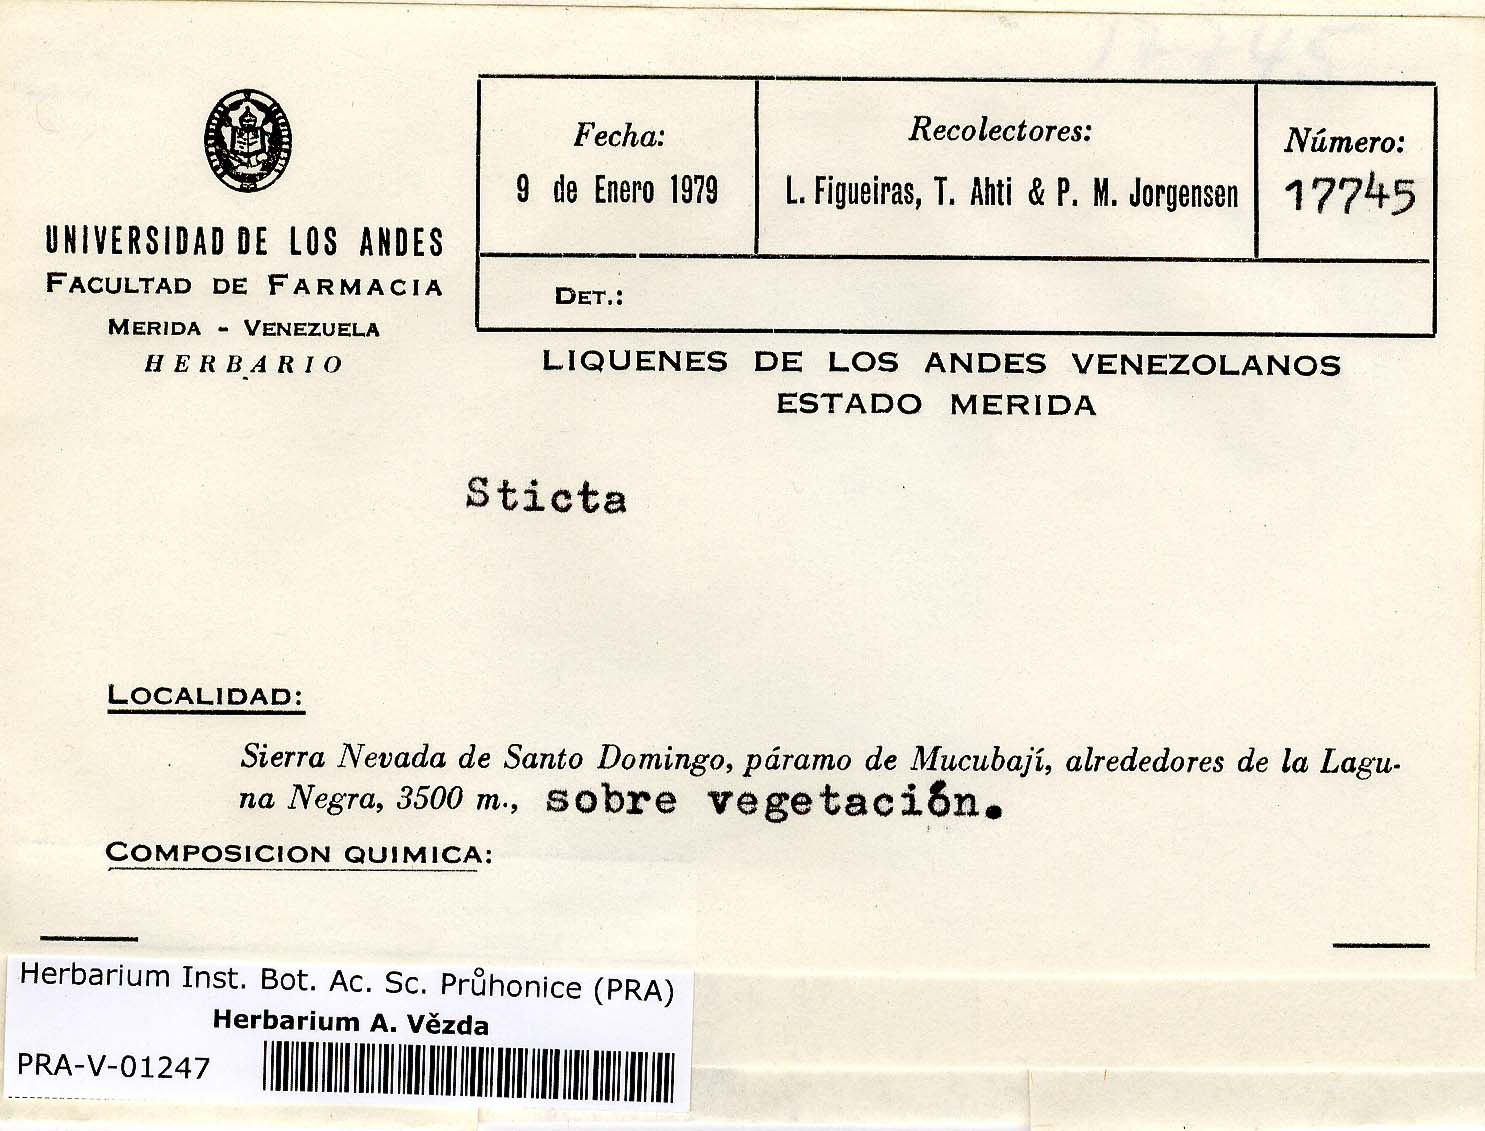 UNIVERSIDAD DE LOS ANDES
FACULTAD DE FARMACIA
MERIDA - VENEZUELA
HERBARIO
Fecha:
9 de Enero 1979
Recolectores:
L. Figueiras, T. Ahti & P. M. Jorgensen
Número:
17745
DET.:
LIQUENES DE LOS ANDES VENEZOLANOS
ESTADO MERIDA
Sticta
LOCALIDAD:
Sierra Nevada de Santo Domingo, páramo de Mucubají, alrededores de la Lagu-
na Negra, 3500 m., sobre vegetación.
COMPOSICION QUIMICA:
Herbarium Inst. Bot. Ac. Sc. Průhonice (PRA)
Herbarium A. Vězda
PRA-V-01247